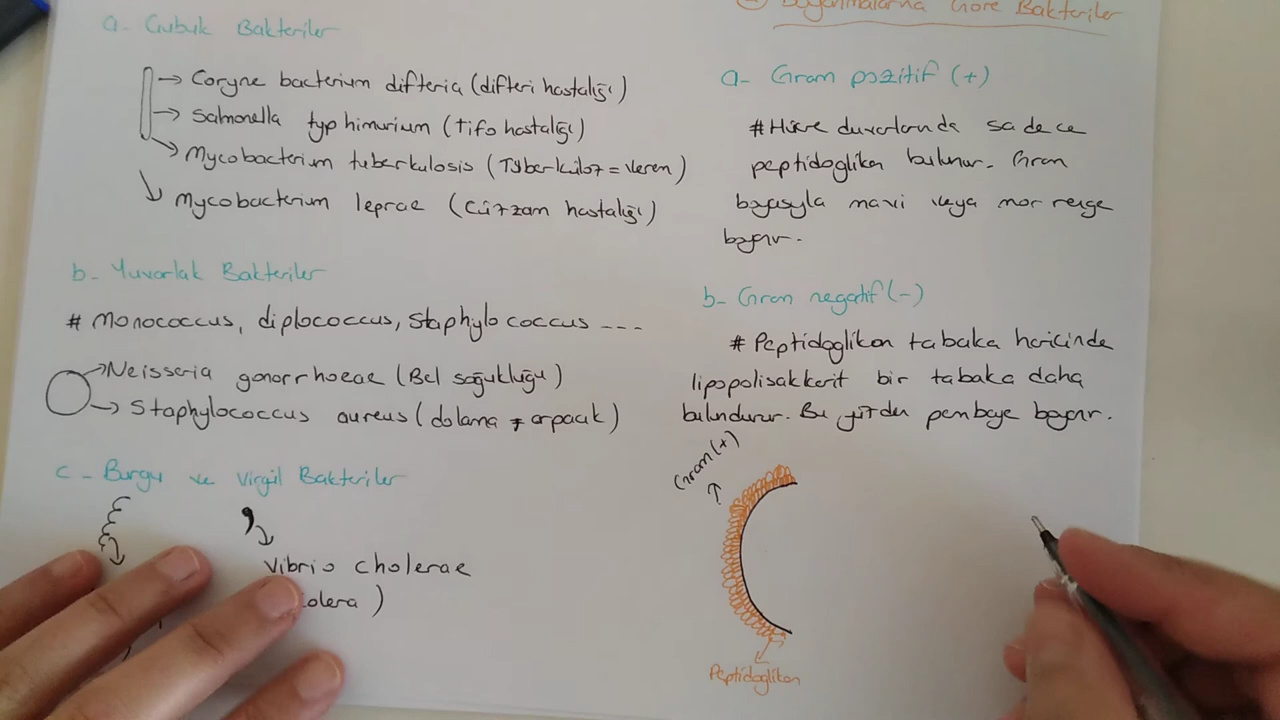 a- Çubuk Bakteriler
→ Coryne bacterium difteria (difteri hastalığı)
→ Salmonella typhimurium (Tifo hastalığı)
→ Mycobacterium tuberkulosis (Tüberküloz = Verem)
Mycobacterium leprae (Cüzzam hastalığı)
b- Yuvarlak Bakteriler
# Monococcus, diplococcus, Staphylococcus ---
→ Neisseria gonorrhoeae (Bel soğukluğu)
→ Staphylococcus aureus (dolama + arpacık)
c- Burgu ve Virgül Bakteriler
Vibrio cholerae
olera)
Boyanmalarına Göre Bakteriler
a- Gram pozitif (+)
# Hücre duvarlarında sadece
peptidoglikan bulunur. Gram
boyasıyla mavi veya mor renge
boyanır.
b- Gram negatif (-)
# Peptidoglikan tabaka haricinde
lipopolisakkarit bir tabaka daha
bulundurur. Bu yüzden pembeye boyanır.
Gram (+)
Peptidoglikan